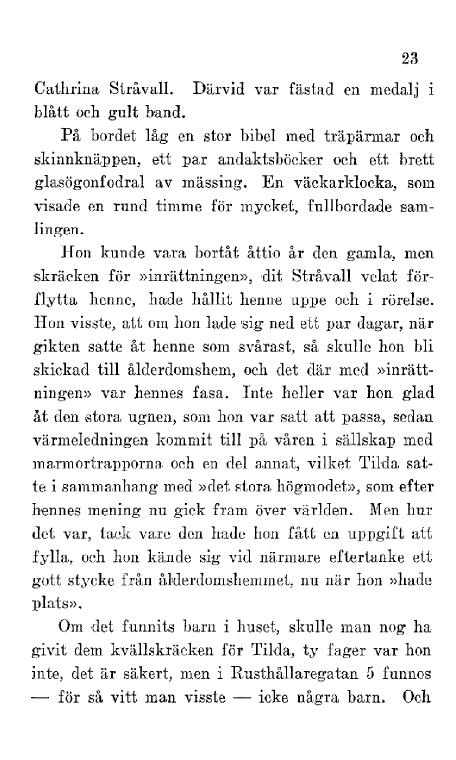 23
Cathrina Stråvall. Därvid var fästad en medalj i
blått och gult band.
På bordet låg en stor bibel med träpärmar och
skinnknäppen, ett par andaktsböcker och ett brett
glasögonfodral av mässing. En väckarklocka, som
visade en rund timme för mycket, fullbordade sam-
lingen.
Hon kunde vara bortåt åttio år den gamla, men
skräcken för »inrättningen», dit Stråvall velat för-
flytta henne, hade hållit henne uppe och i rörelse.
Hon visste, att om hon lade sig ned ett par dagar, när
gikten satte åt henne som svårast, så skulle hon bli
skickad till ålderdomshem, och det där med »inrätt-
ningen» var hennes fasa. Inte heller var hon glad
åt den stora ugnen, som hon var satt att passa, sedan
värmeledningen kommit till på våren i sällskap med
marmortrapporna och en del annat, vilket Tilda sat-
te i sammanhang med »det stora högmodet», som efter
hennes mening nu gick fram över världen. Men hur
det var, tack vare den hade hon fått en uppgift att
fylla, och hon kände sig vid närmare eftertanke ett
gott stycke från ålderdomshemmet, nu när hon »hade
plats».
Om det funnits barn i huset, skulle man nog ha
givit dem kvällskräcken för Tilda, ty fager var hon
inte, det är säkert, men i Rusthållaregatan 5 funnos
— för så vitt man visste — icke några barn. Och